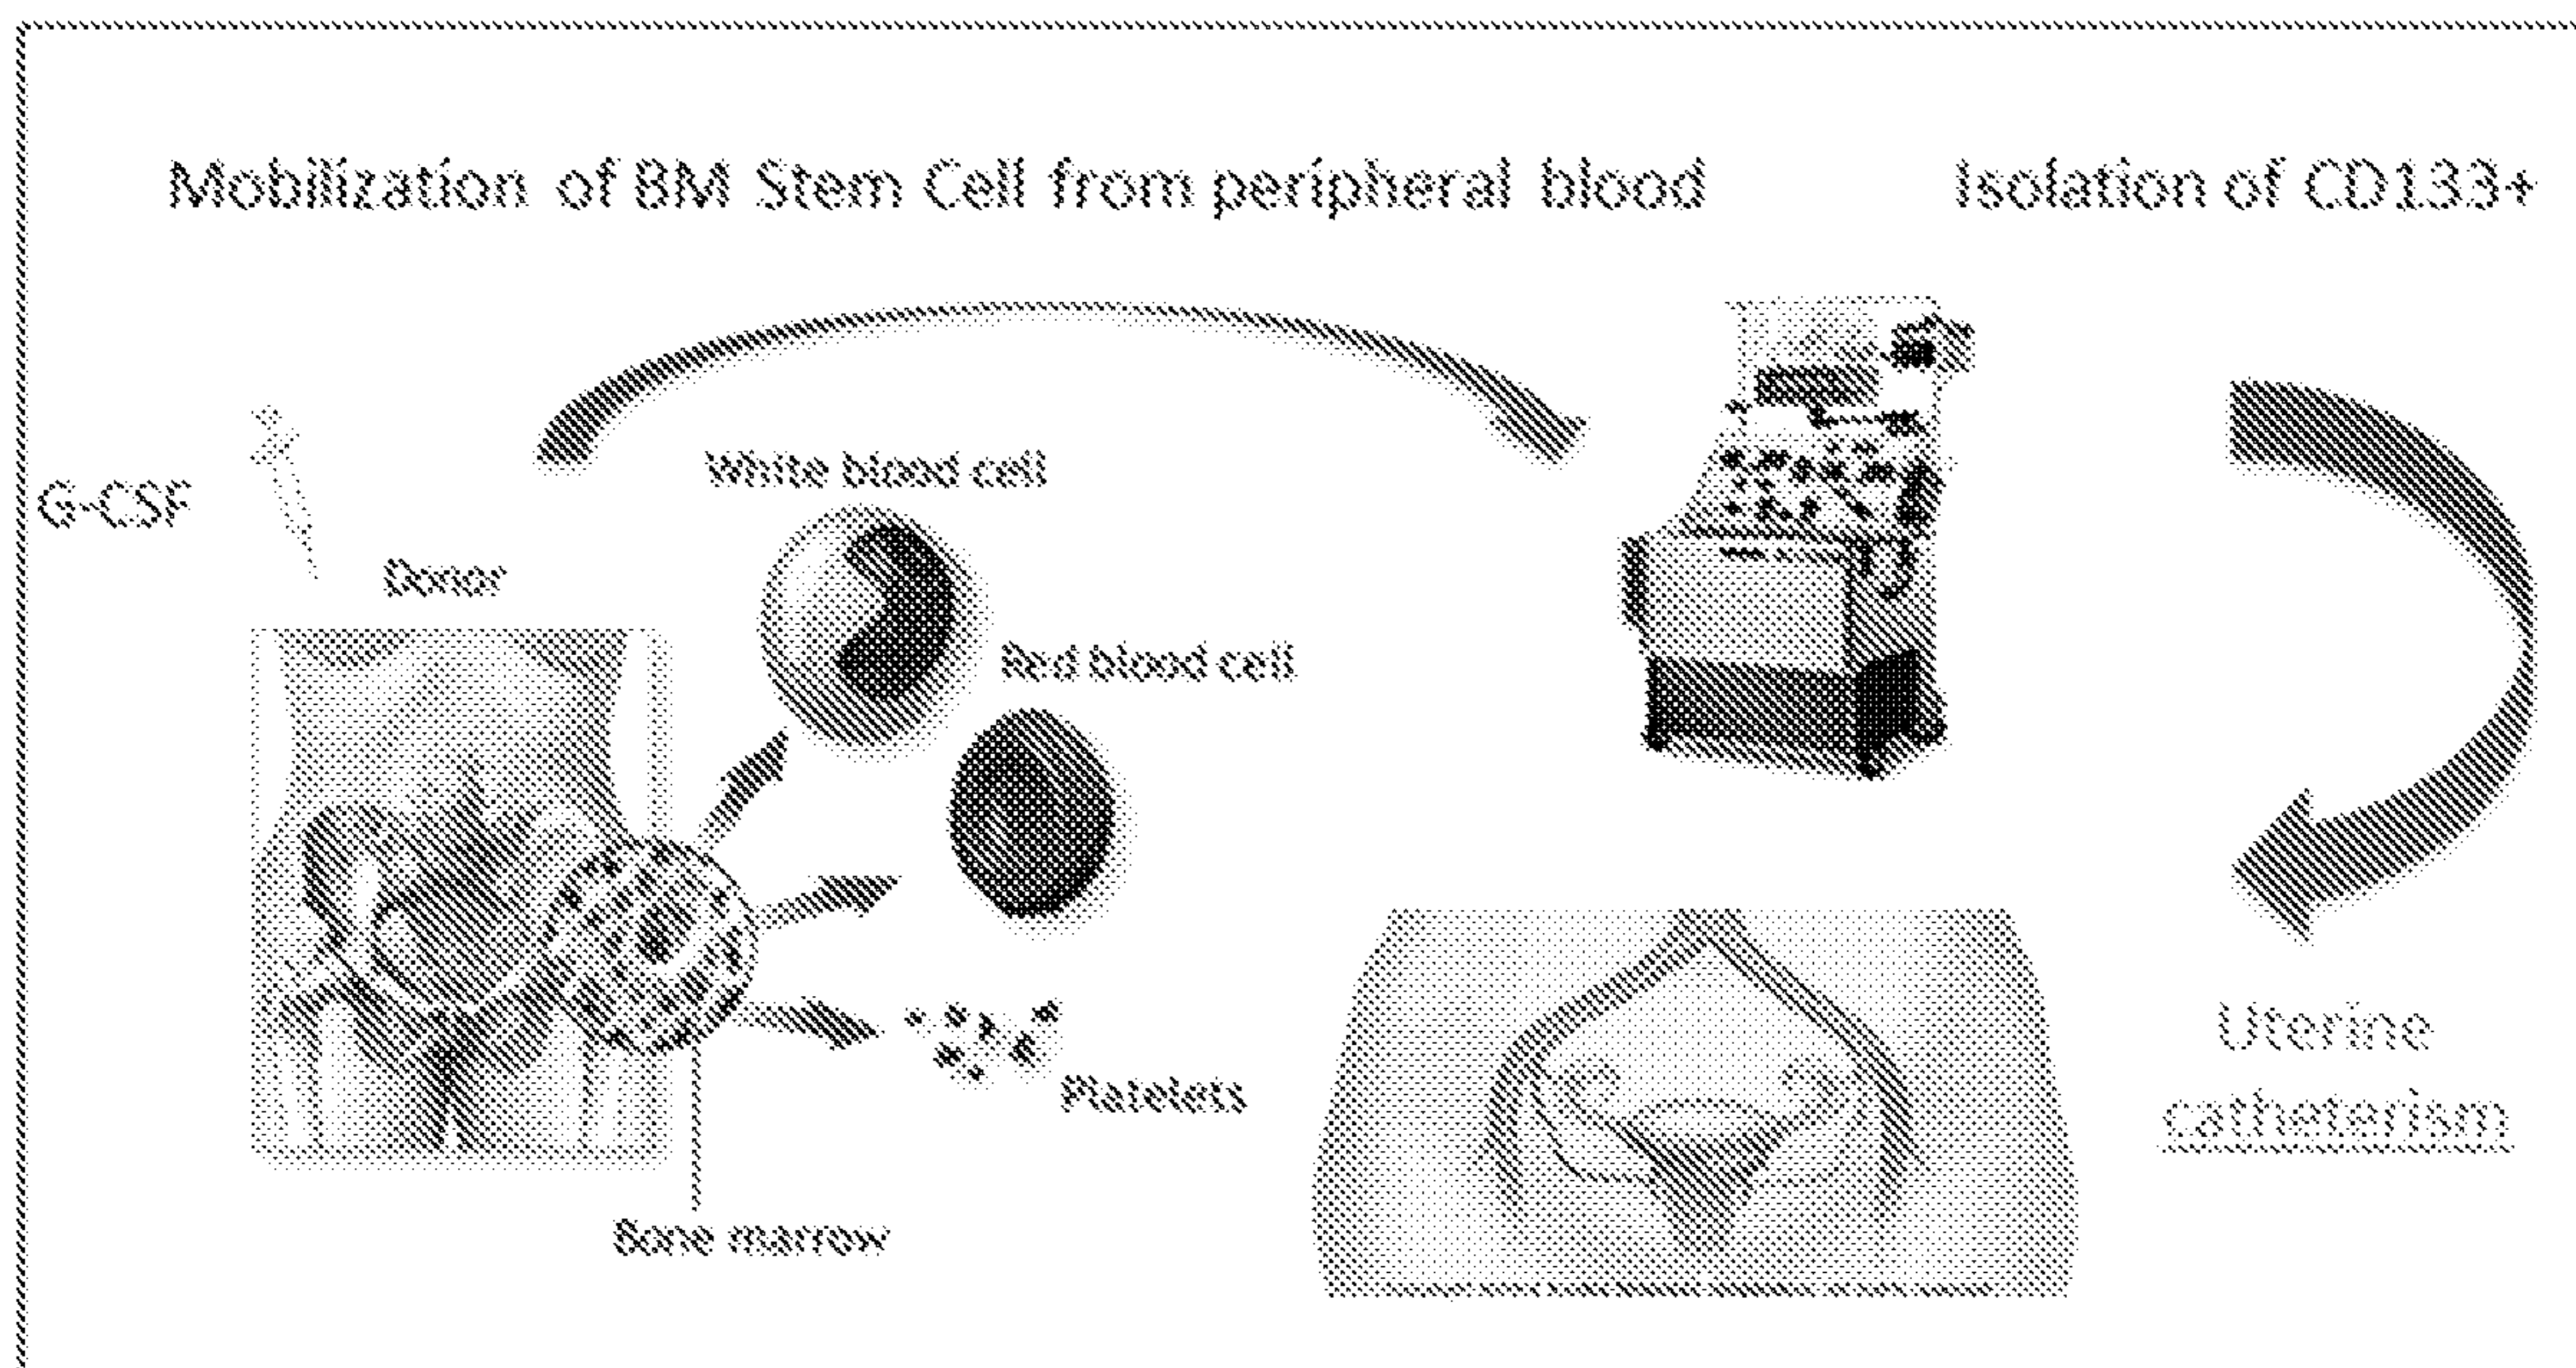 Mobilization of BM Stem Cell from peripheral blood
Isolation of CD133+
G-CSF
Donor
White blood cell
Red blood cell
Platelets
Bone marrow
Uterine
catheterism